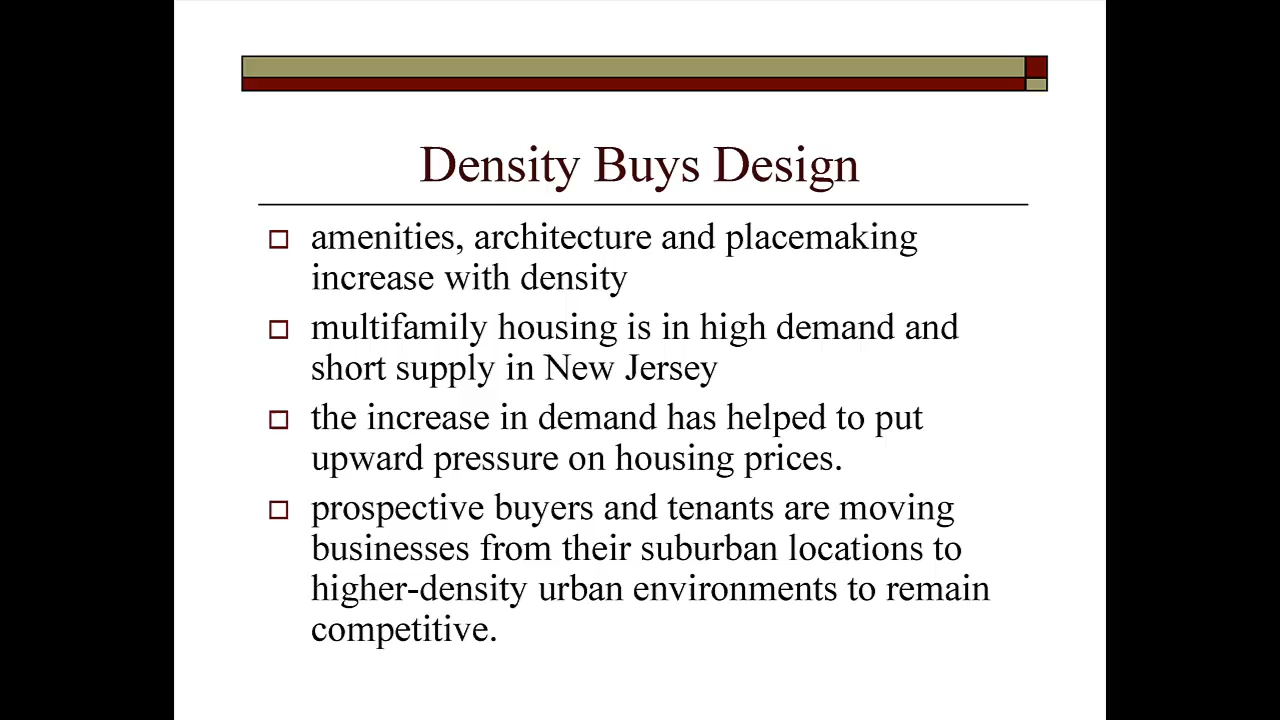 Density Buys Design
amenities, architecture and placemaking
increase with density
multifamily housing is in high demand and
short supply in New Jersey
the increase in demand has helped to put
upward pressure on housing prices.
prospective buyers and tenants are moving
businesses from their suburban locations to
higher-density urban environments to remain
competitive.